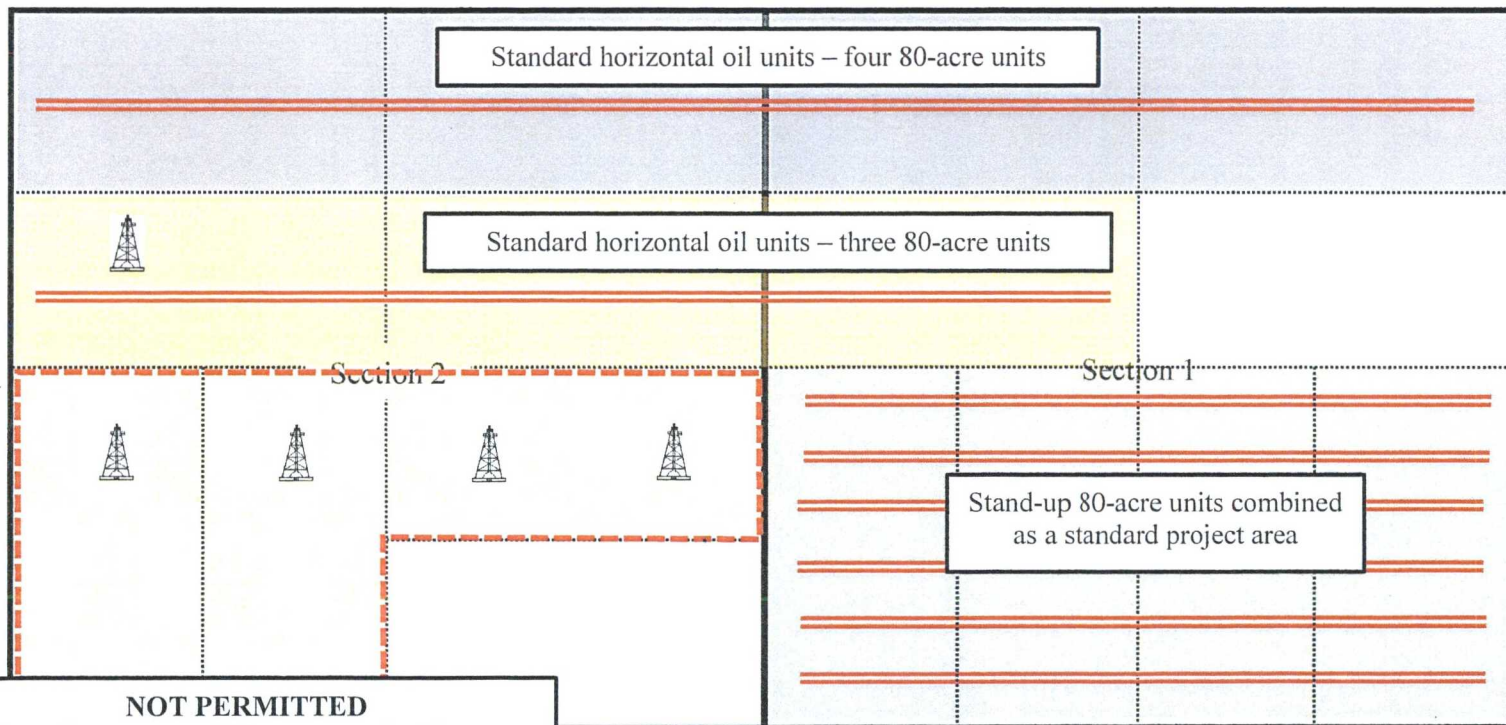 Standard horizontal oil units – four 80-acre units
Standard horizontal oil units – three 80-acre units
Section 2
Section 1
Stand-up 80-acre units combined
as a standard project area
NOT PERMITTED